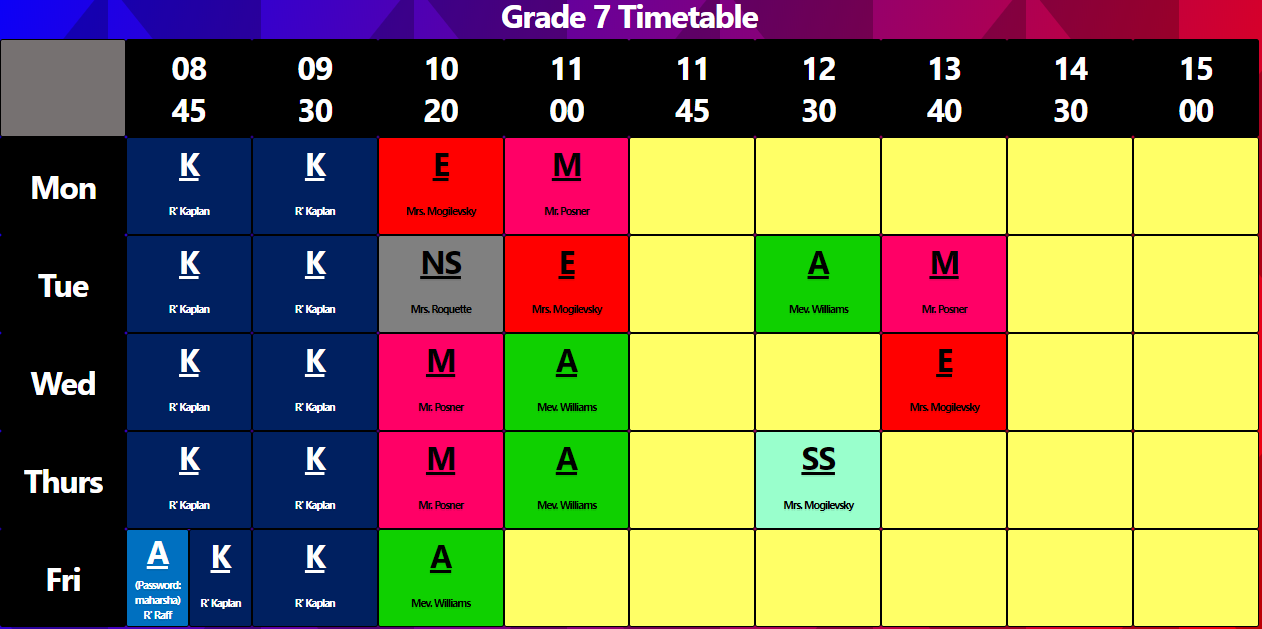 Grade 7 Timetable
08 09 10 11 11 12 13 14 15
45 30 20 00 45 30 40 30 00
Mon
K K E M
R' Kaplan R' Kaplan Mrs. Mogilevsky Mr. Posner
Tue
K K NS E A M
R' Kaplan R' Kaplan Mrs. Roquette Mrs. Mogilevsky Mev. Williams Mr. Posner
Wed
K K M A E
R' Kaplan R' Kaplan Mr. Posner Mev. Williams Mrs. Mogilevsky
Thurs
K K M A SS
R' Kaplan R' Kaplan Mr. Posner Mev. Williams Mrs. Mogilevsky
Fri
A K K A
(Password:
maharsha)
R' Raff R' Kaplan R' Kaplan Mev. Williams